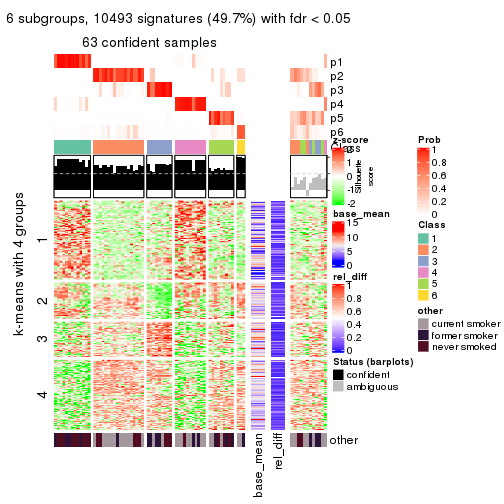 6 subgroups, 10493 signatures (49.7%) with fdr < 0.05
63 confident samples
p1
p2
p3
p4
p5
p6
Class
k-means with 4 groups
1
2
3
4
base_mean
rel_diff
other
z-score
2
-2
Silhouette
score
base_mean
15
10
5
0
rel_diff
1
0.8
0.6
0.4
0.2
0
Status (barplots)
confident
ambiguous
Prob
1
0.8
0.6
0.4
0.2
0
Class
1
2
3
4
5
6
other
current smoker
former smoker
never smoked